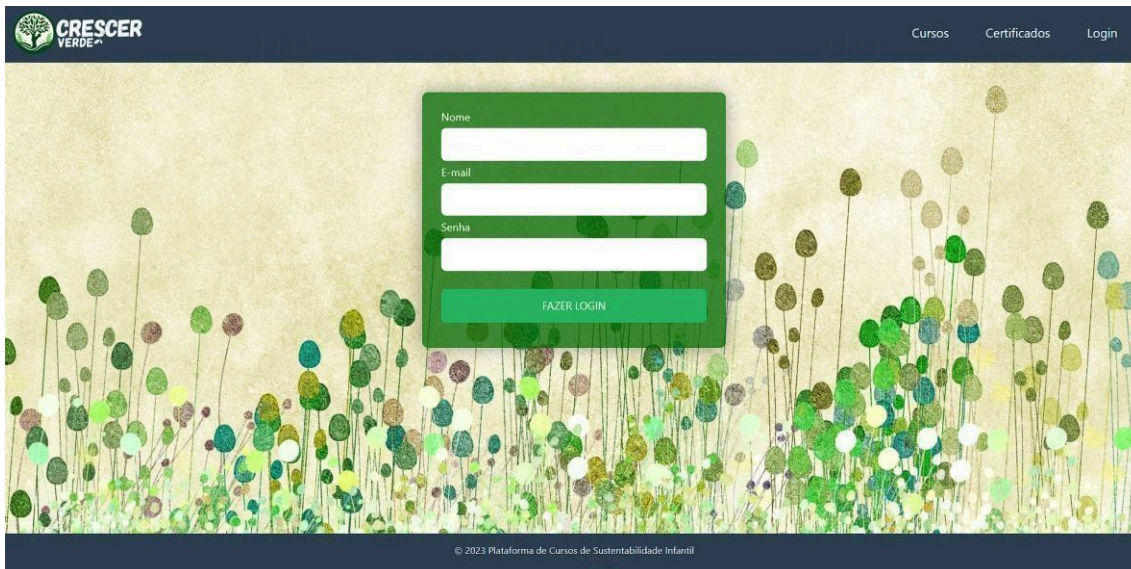 CRESCER
VERDE
Cursos Certificados Login
Nome
E-mail
Senha
FAZER LOGIN
© 2023 Plataforma de Cursos de Sustentabilidade Infantil